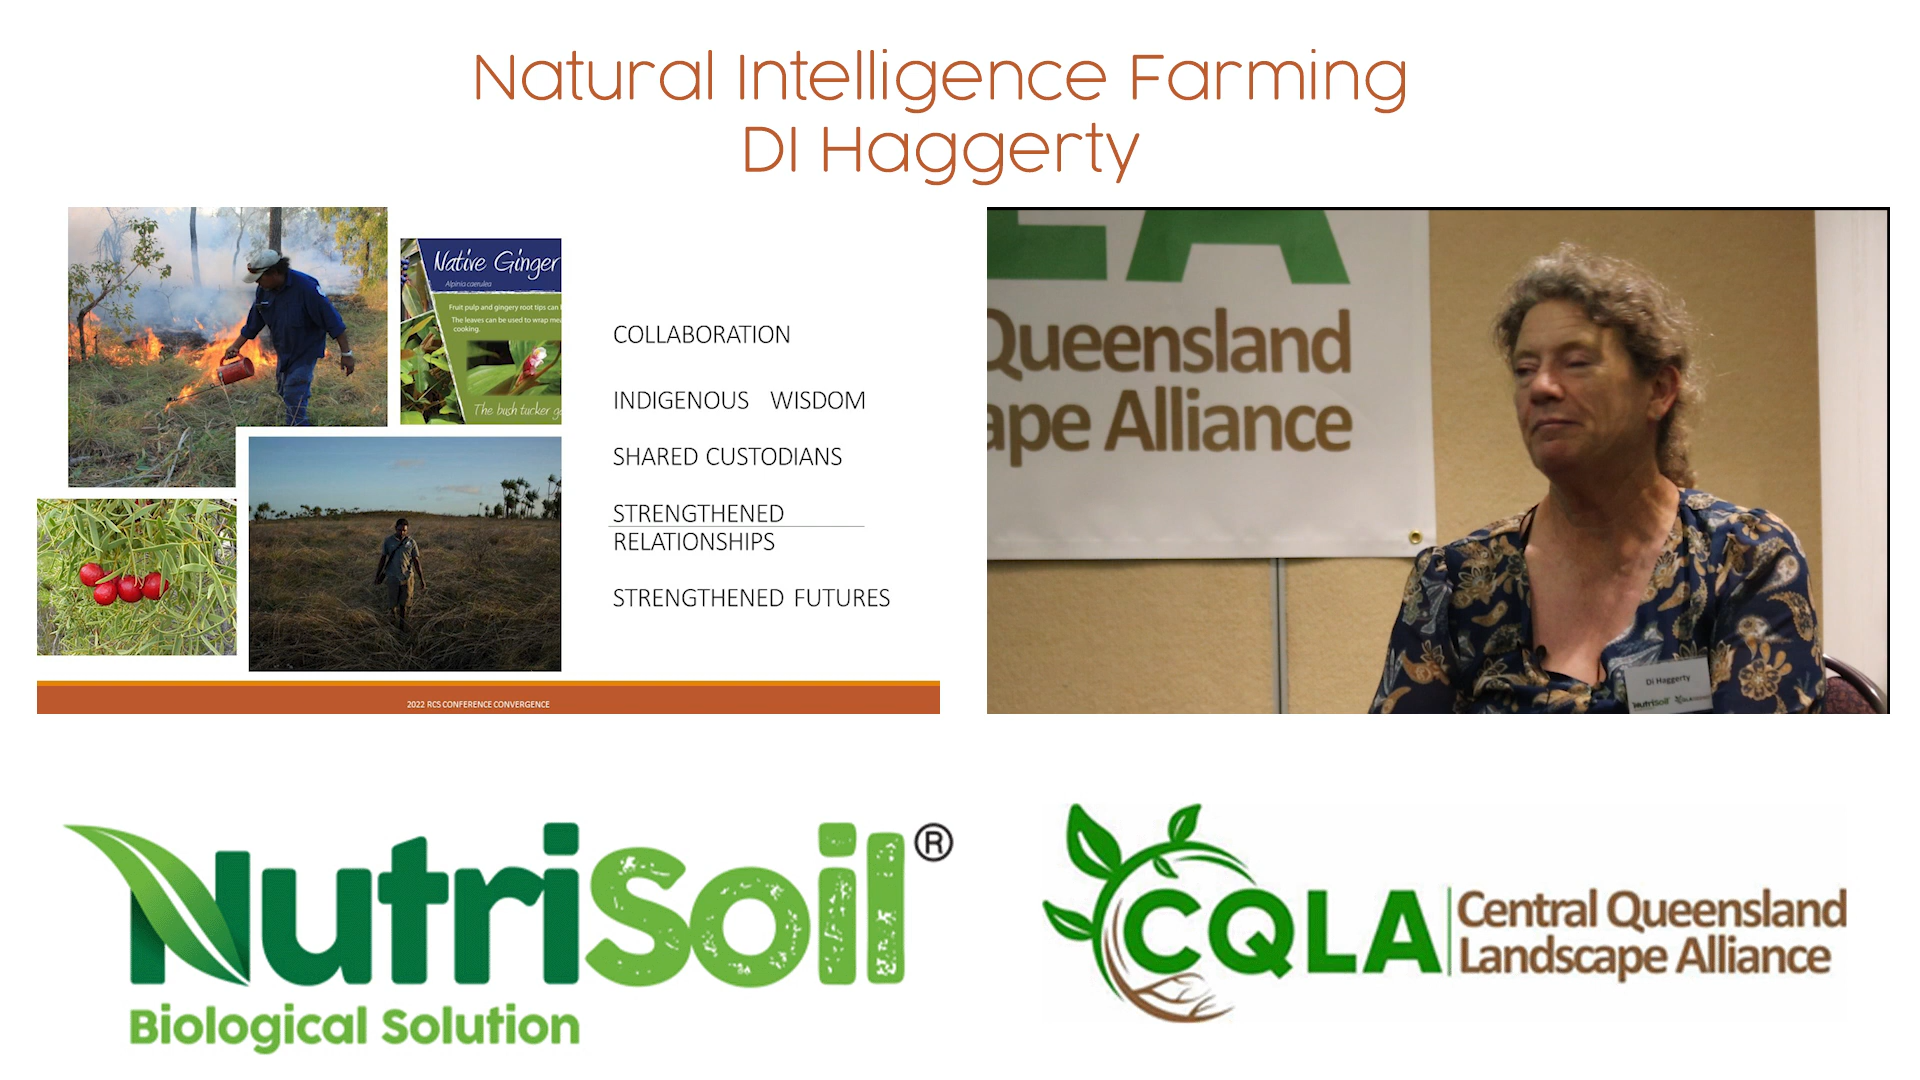 Natural Intelligence Farming
DI Haggerty
Native Ginger
Alpinia caerulea
Fruit pulp and gingery root tips can
The leaves can be used to wrap
cooking.
The bush tucker
COLLABORATION
INDIGENOUS WISDOM
SHARED CUSTODIANS
STRENGTHENED
RELATIONSHIPS
STRENGTHENED FUTURES
2022 RCS CONFERENCE CONVERGENCE
LA
Queensland
ape Alliance
Di Haggerty
NutriSoil
NutriSoil®
Biological Solution
CQLA
Central Queensland
Landscape Alliance